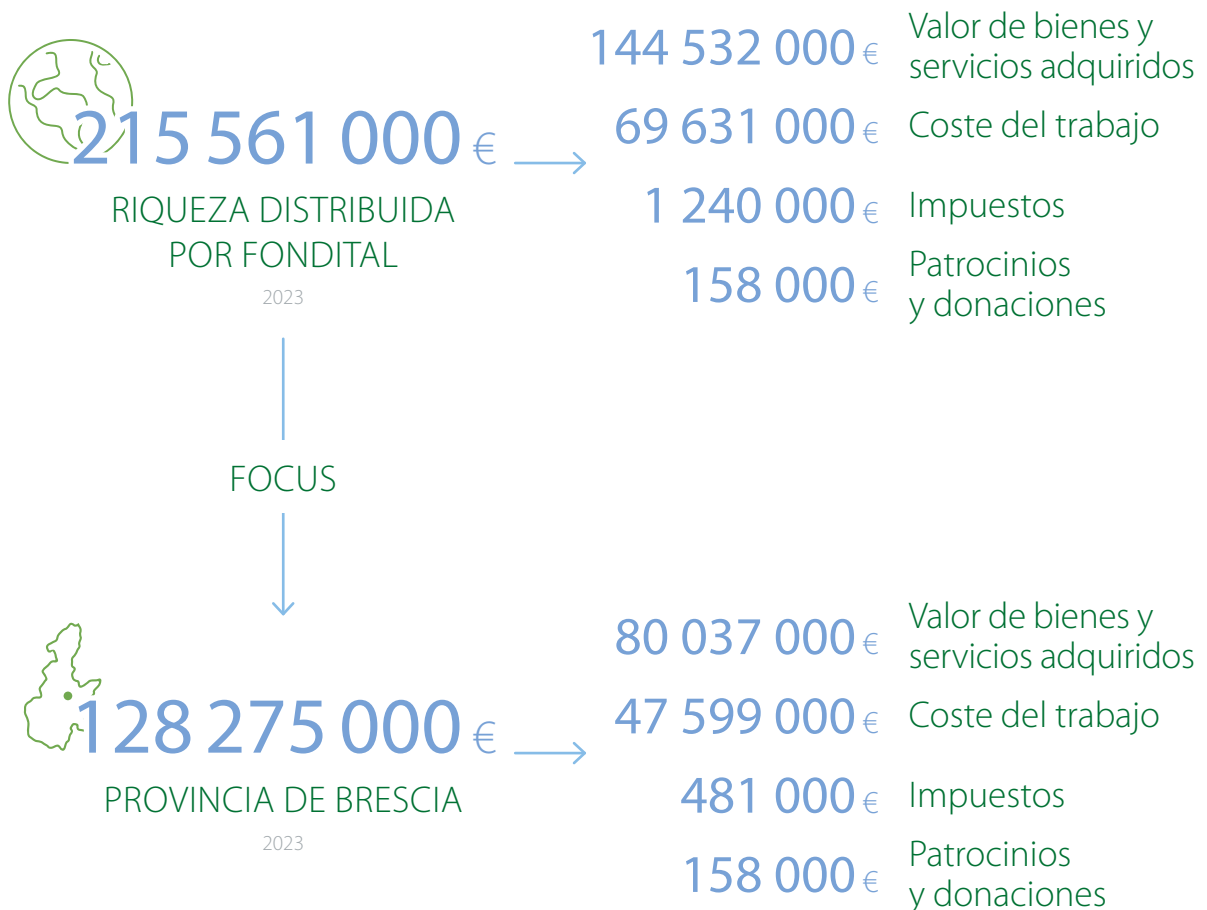 215 561 000 €
RIQUEZA DISTRIBUIDA
POR FONDITAL
2023
144 532 000 €
Valor de bienes y
servicios adquiridos
69 631 000 €
Coste del trabajo
1 240 000 €
Impuestos
158 000 €
Patrocinios
y donaciones
FOCUS
128 275 000 €
PROVINCIA DE BRESCIA
2023
80 037 000 €
Valor de bienes y
servicios adquiridos
47 599 000 €
Coste del trabajo
481 000 €
Impuestos
158 000 €
Patrocinios
y donaciones